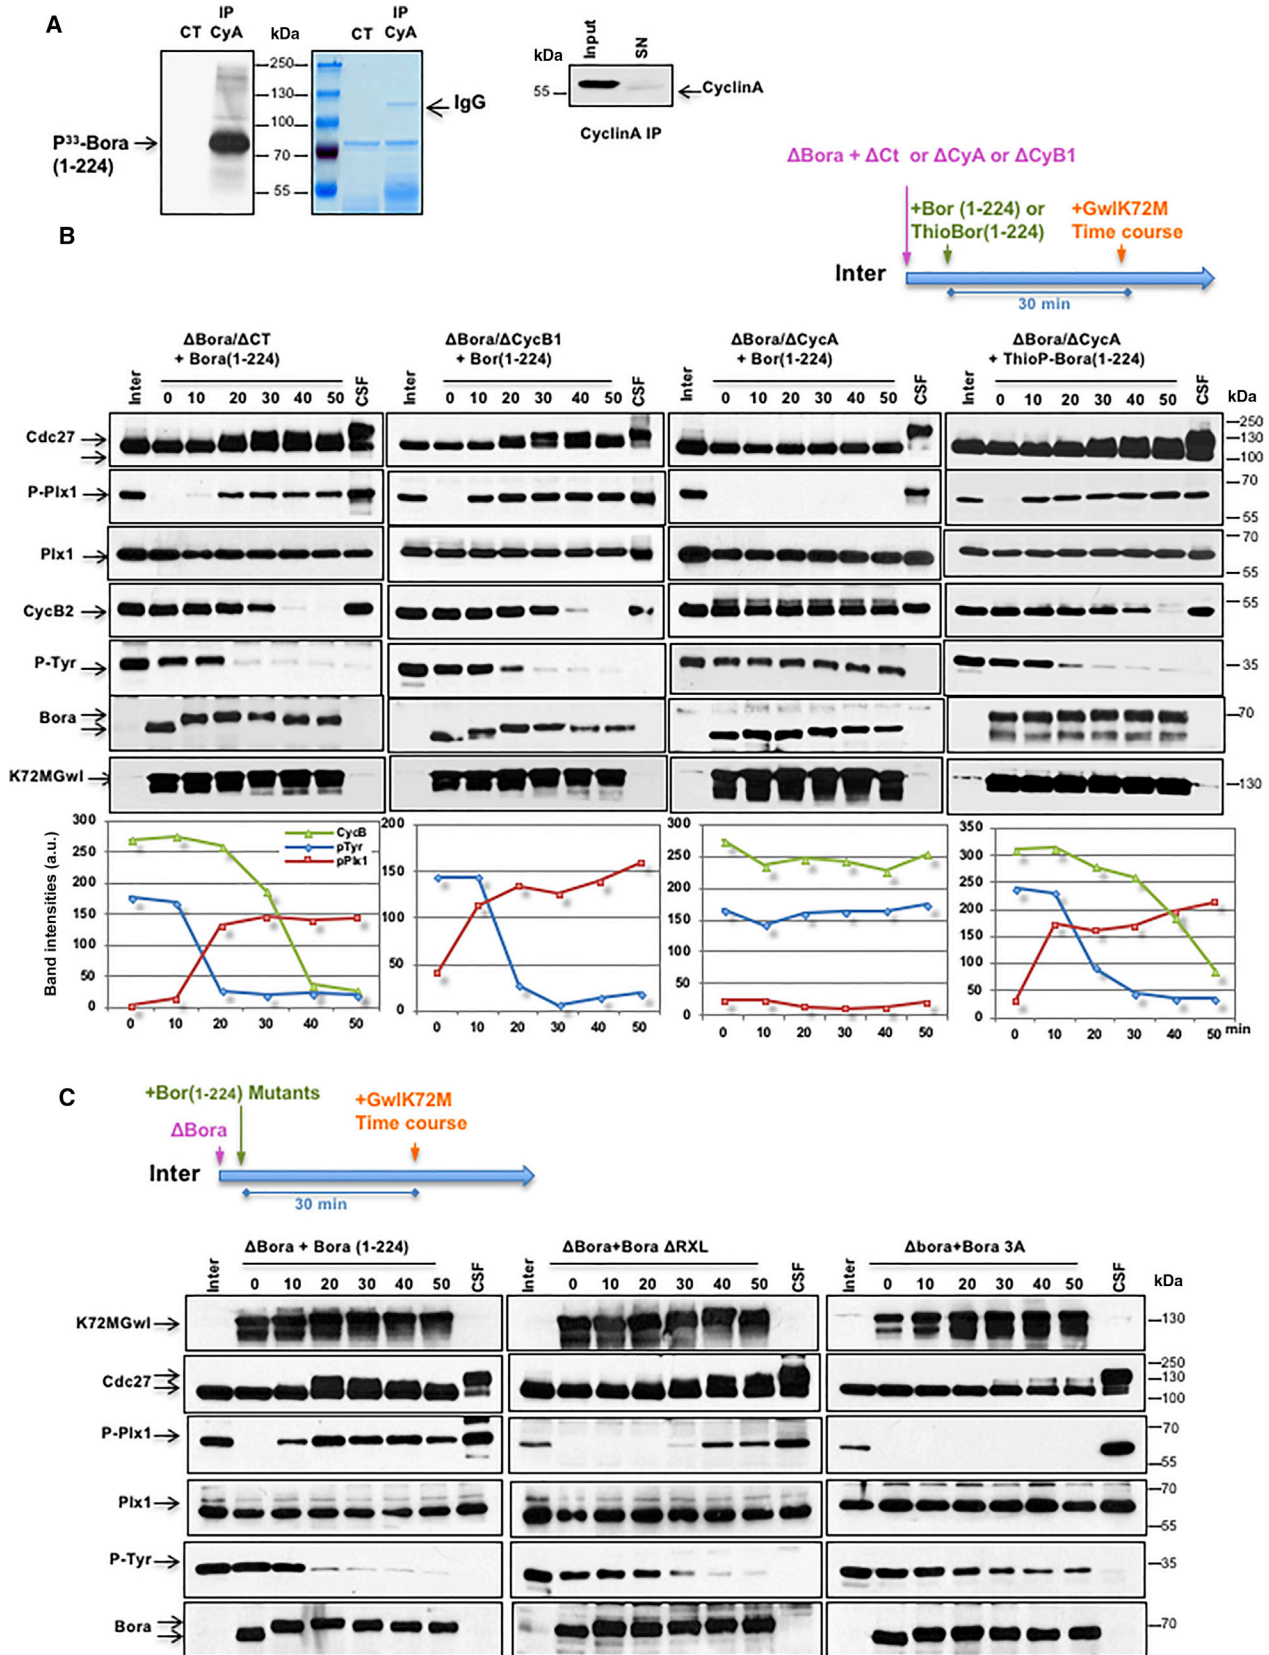 A
CT
IP
CyA
kDa
CT
IP
CyA
250
130
100
70
55
P³³-Bora
(1-224)
IgG
kDa
Input
SN
55
CyclinA
CyclinA IP
ΔBora + ΔCt or ΔCyA or ΔCyB1
+Bor (1-224) or
ThioBor(1-224)
+GwlK72M
Time course
Inter
30 min
B
ΔBora/ΔCT
+ Bora(1-224)
ΔBora/ΔCycB1
+ Bor(1-224)
ΔBora/ΔCycA
+ Bor(1-224)
ΔBora/ΔCycA
+ ThioP-Bora(1-224)
Inter 0 10 20 30 40 50 CSF
Inter 0 10 20 30 40 50 CSF
Inter 0 10 20 30 40 50 CSF
Inter 0 10 20 30 40 50 CSF
kDa
Cdc27
250
130
100
P-Plx1
70
55
Plx1
70
55
CycB2
55
P-Tyr
35
Bora
70
K72MGwl
130
Band intensities (a.u.)
300
250
200
150
100
50
0
CycB
pTyr
pPlk1
0 10 20 30 40 50
200
150
100
50
0
0 10 20 30 40 50
300
250
200
150
100
50
0
0 10 20 30 40 50
350
300
250
200
150
100
50
0
0 10 20 30 40 50 min
C
+Bor(1-224) Mutants
ΔBora
+GwlK72M
Time course
Inter
30 min
ΔBora + Bora (1-224)
ΔBora+Bora ΔRXL
Δbora+Bora 3A
Inter 0 10 20 30 40 50 CSF
Inter 0 10 20 30 40 50 CSF
Inter 0 10 20 30 40 50 CSF
kDa
K72MGwl
130
Cdc27
250
130
100
P-Plx1
70
55
Plx1
70
55
P-Tyr
35
Bora
70